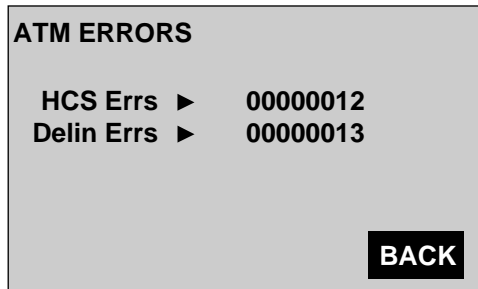 ATM ERRORS
HCS Errs ► 00000012
Delin Errs ► 00000013
BACK